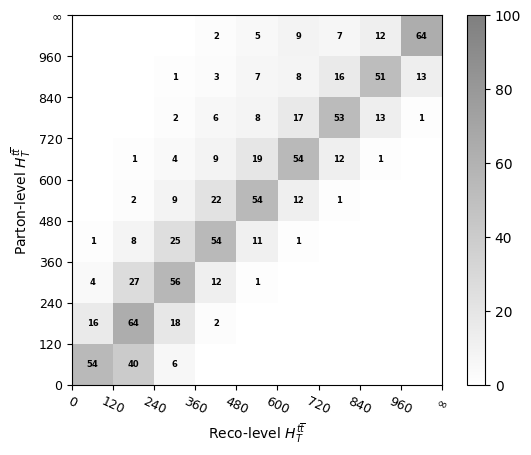 ∞ 2 5 9 7 12 64 100
960 1 3 7 8 16 51 13
840 2 6 8 17 53 13 1 80
720 1 4 9 19 54 12 1
600 2 9 22 54 12 1 60
480 1 8 25 54 11 1
360 4 27 56 12 1 40
240 16 64 18 2 20
120 54 40 6
0 0
0 120 240 360 480 600 720 840 960 ∞
Parton-level $H_T^{t\bar{t}}$
Reco-level $H_T^{t\bar{t}}$